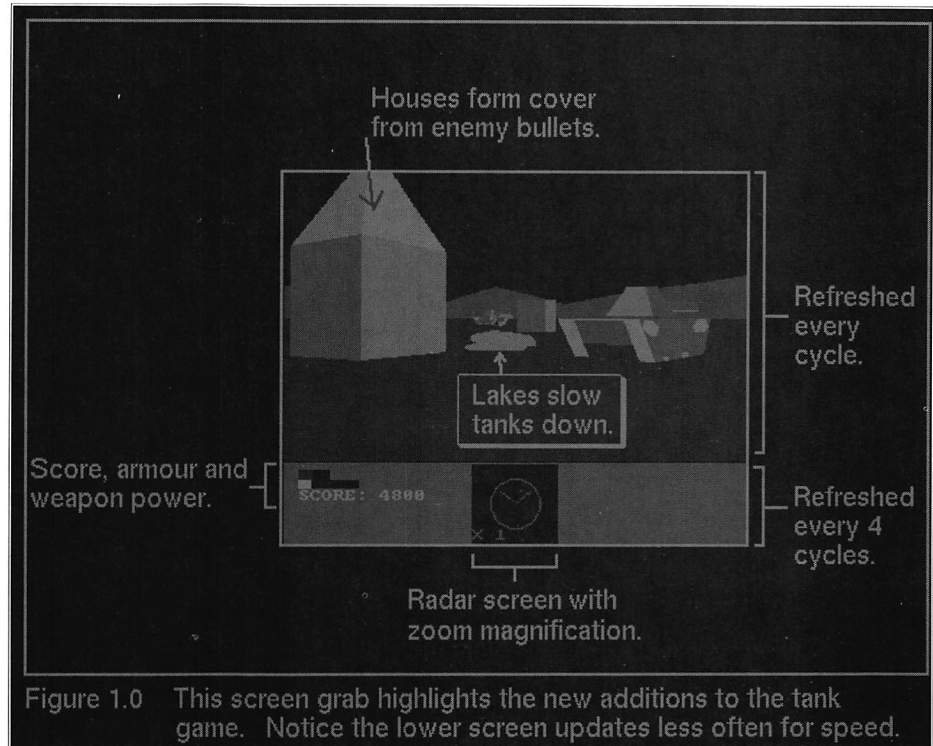 Houses form cover
from enemy bullets.
Refreshed
every
cycle.
Lakes slow
tanks down.
Score, armour and
weapon power.
SCORE: 4800
X 1
Refreshed
every 4
cycles.
Radar screen with
zoom magnification.
Figure 1.0 This screen grab highlights the new additions to the tank
game. Notice the lower screen updates less often for speed.